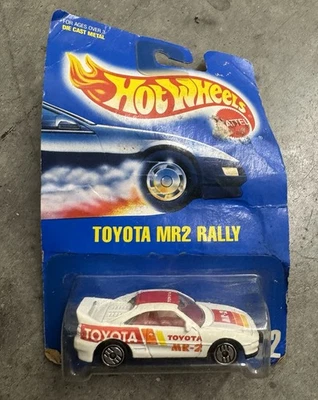 FOR AGES OVER 3
DIE CAST METAL
Hot Wheels
MATTEL
TOYOTA MR2 RALLY
TOYOTA
TOYOTA
MR-2
2